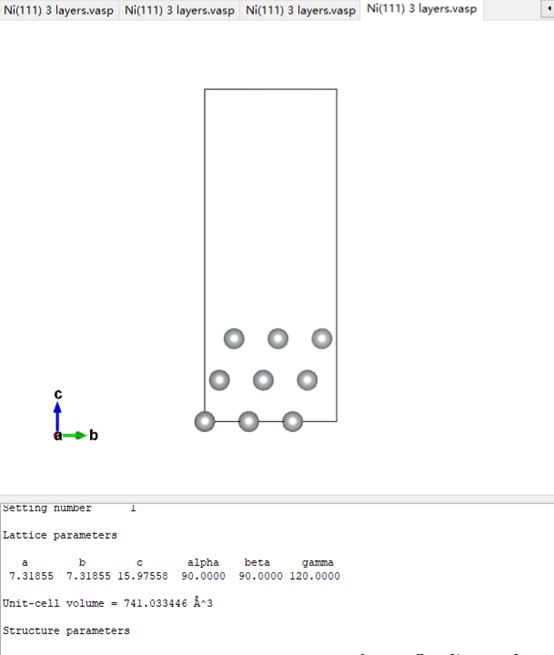 Ni(111) 3 layers.vasp Ni(111) 3 layers.vasp Ni(111) 3 layers.vasp Ni(111) 3 layers.vasp
c
a b
Setting number 1
Lattice parameters
a b c alpha beta gamma
7.31855 7.31855 15.97558 90.0000 90.0000 120.0000
Unit-cell volume = 741.033446 Å^3
Structure parameters